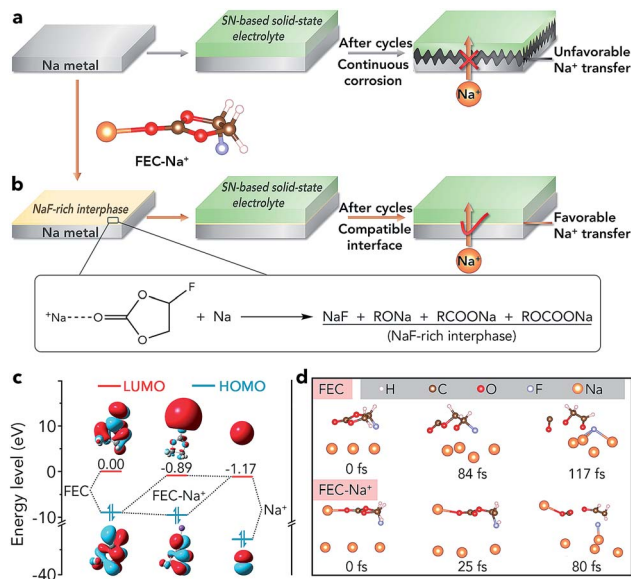 a
SN-based solid-state
electrolyte
After cycles
Continuous
corrosion
Unfavorable
Na⁺ transfer
Na metal
Na⁺
FEC-Na⁺
b
NaF-rich interphase
Na metal
SN-based solid-state
electrolyte
After cycles
Compatible
interface
Favorable
Na⁺ transfer
Na⁺
⁺Na----O
O
O
F
+ Na
NaF + RONa + RCOONa + ROCOONa
(NaF-rich interphase)
c
LUMO
HOMO
Energy level (eV)
10
0
-10
-40
0.00
-0.89
-1.17
FEC
FEC-Na⁺
Na⁺
d
FEC
H
C
O
F
Na
0 fs
84 fs
117 fs
FEC-Na⁺
0 fs
25 fs
80 fs